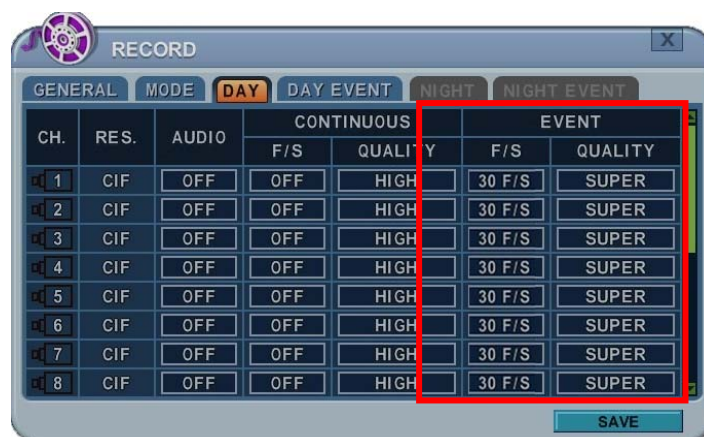 RECORD X
GENERAL MODE DAY DAY EVENT NIGHT NIGHT EVENT
CH. RES. AUDIO CONTINUOUS EVENT
F/S QUALITY F/S QUALITY
1 CIF OFF OFF HIGH 30 F/S SUPER
2 CIF OFF OFF HIGH 30 F/S SUPER
3 CIF OFF OFF HIGH 30 F/S SUPER
4 CIF OFF OFF HIGH 30 F/S SUPER
5 CIF OFF OFF HIGH 30 F/S SUPER
6 CIF OFF OFF HIGH 30 F/S SUPER
7 CIF OFF OFF HIGH 30 F/S SUPER
8 CIF OFF OFF HIGH 30 F/S SUPER
SAVE